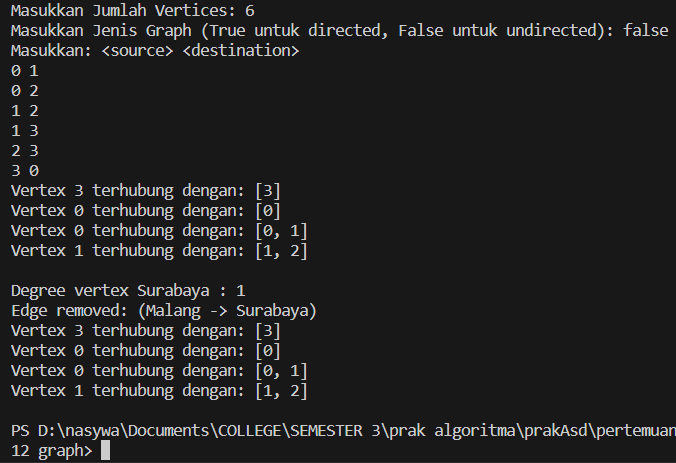 Masukkan Jumlah Vertices: 6
Masukkan Jenis Graph (True untuk directed, False untuk undirected): false
Masukkan: <source> <destination>
0 1
0 2
1 2
1 3
2 3
3 0
Vertex 3 terhubung dengan: [3]
Vertex 0 terhubung dengan: [0]
Vertex 0 terhubung dengan: [0, 1]
Vertex 1 terhubung dengan: [1, 2]

Degree vertex Surabaya : 1
Edge removed: (Malang -> Surabaya)
Vertex 3 terhubung dengan: [3]
Vertex 0 terhubung dengan: [0]
Vertex 0 terhubung dengan: [0, 1]
Vertex 1 terhubung dengan: [1, 2]

PS D:\nasywa\Documents\COLLEGE\SEMESTER 3\prak algoritma\prakAsd\pertemuan
12 graph>